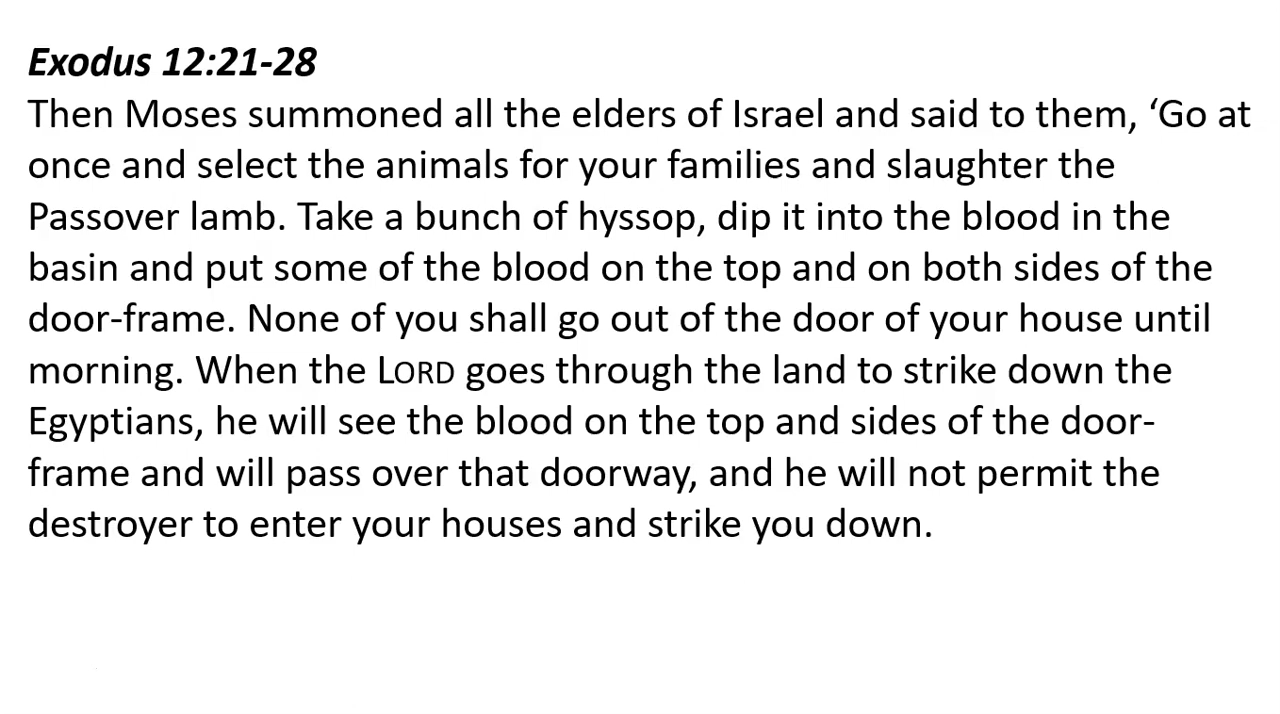 Exodus 12:21-28
Then Moses summoned all the elders of Israel and said to them, ‘Go at
once and select the animals for your families and slaughter the
Passover lamb. Take a bunch of hyssop, dip it into the blood in the
basin and put some of the blood on the top and on both sides of the
door-frame. None of you shall go out of the door of your house until
morning. When the LORD goes through the land to strike down the
Egyptians, he will see the blood on the top and sides of the door-
frame and will pass over that doorway, and he will not permit the
destroyer to enter your houses and strike you down.